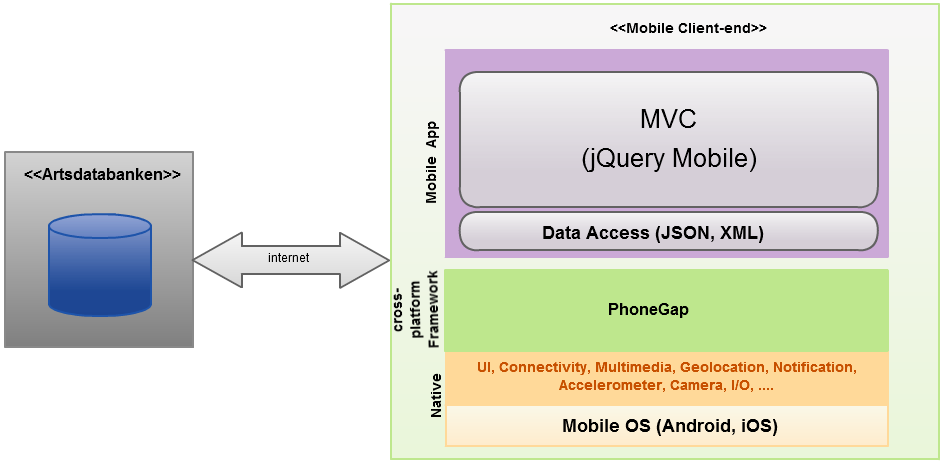 <<Artsdatabanken>>
internet
<<Mobile Client-end>>
Mobile App
MVC
(jQuery Mobile)
Data Access (JSON, XML)
cross-
platform
Framework
PhoneGap
Native
UI, Connectivity, Multimedia, Geolocation, Notification,
Accelerometer, Camera, I/O, ....
Mobile OS (Android, iOS)